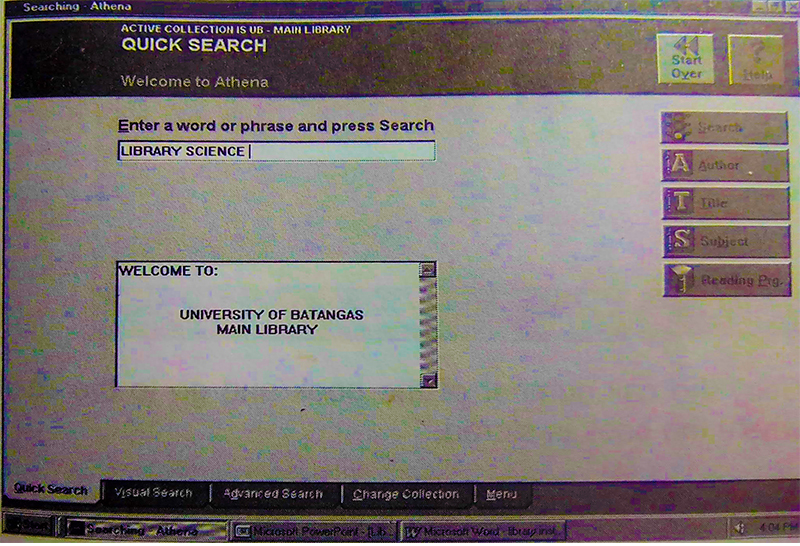 Searching - Athena
ACTIVE COLLECTION IS UB - MAIN LIBRARY
QUICK SEARCH
Welcome to Athena
Start
Over
Help
Enter a word or phrase and press Search
LIBRARY SCIENCE
Search
A Author
T Title
S Subject
Reading Prg.
WELCOME TO:
UNIVERSITY OF BATANGAS
MAIN LIBRARY
Quick Search
Visual Search
Advanced Search
Change Collection
Menu
Start
Searching - Athena
Microsoft PowerPoint - [Lib...
Microsoft Word - library inst...
4:04 PM